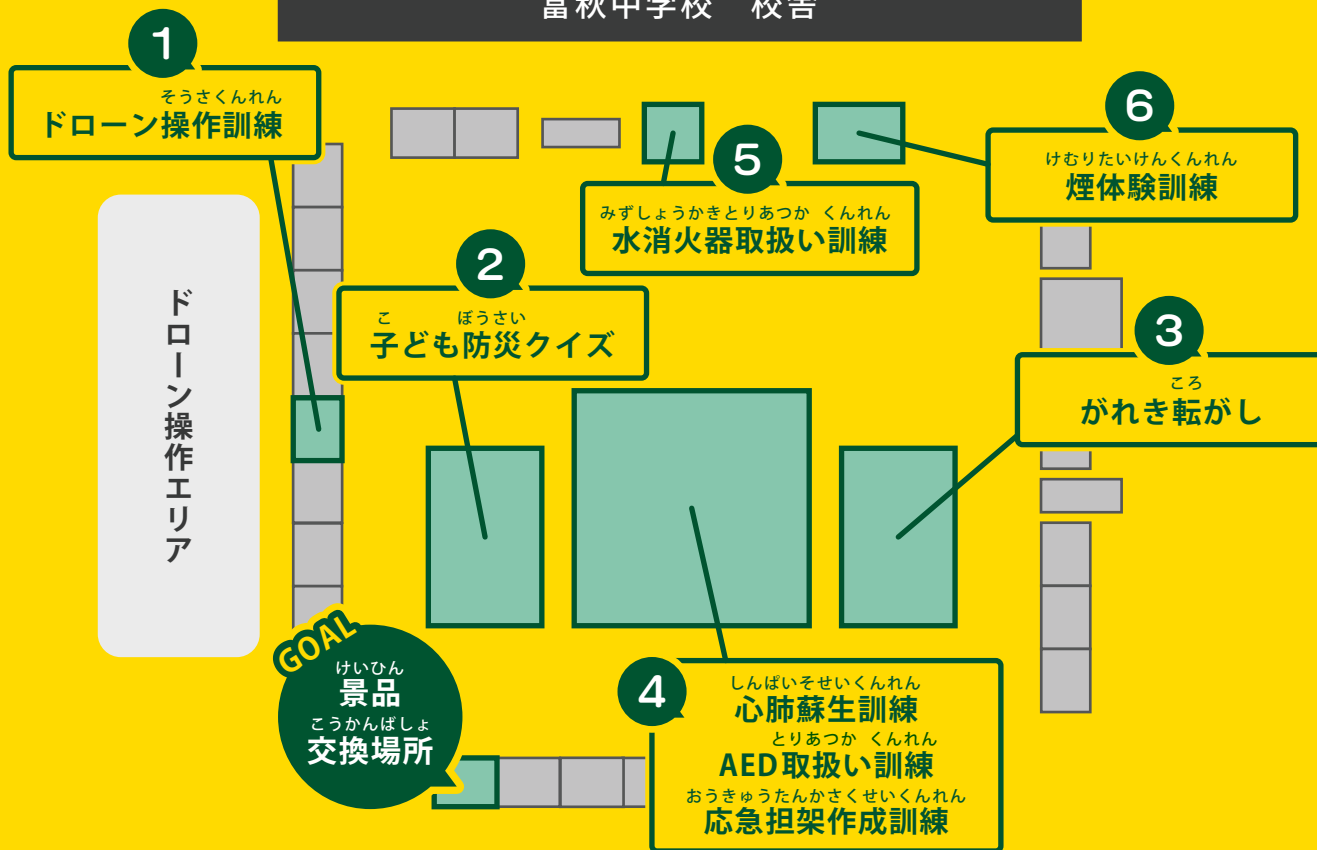 富秋中学校 校舎
1
そうさくんれん
ドローン操作訓練
6
けむりたいけんくんれん
煙体験訓練
5
みずしょうかきとりあつか くんれん
水消火器取扱い訓練
2
こ ぼうさい
子ども防災クイズ
3
ころ
がれき転がし
ドローン操作エリア
GOAL
けいひん
景品
こうかんばしょ
交換場所
4
しんぱいそせいくんれん
心肺蘇生訓練
とりあつか くんれん
AED取扱い訓練
おうきゅうたんかさくせいくんれん
応急担架作成訓練